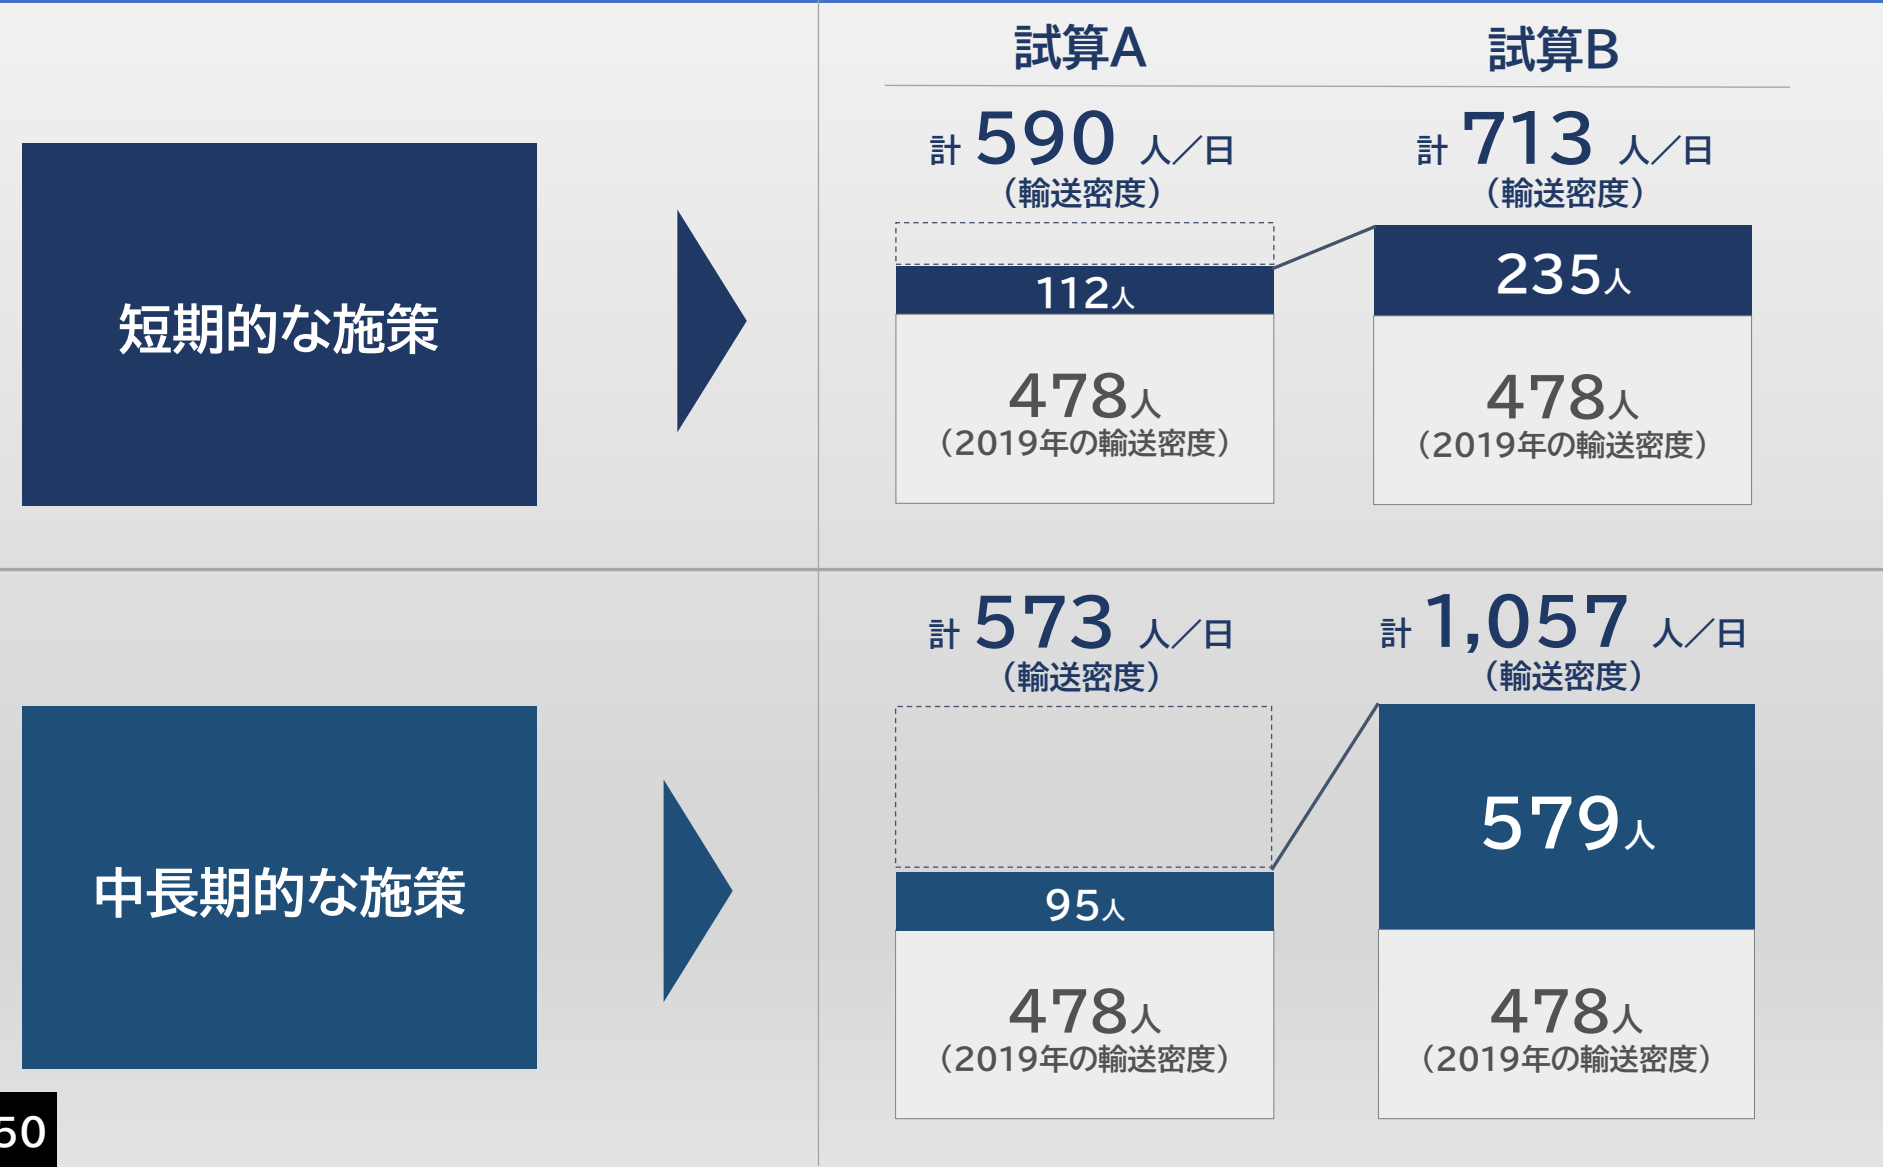 試算A
試算B
計 590 人／日
（輸送密度）
計 713 人／日
（輸送密度）
短期的な施策
112人
235人
478人
（2019年の輸送密度）
478人
（2019年の輸送密度）
計 573 人／日
（輸送密度）
計 1,057 人／日
（輸送密度）
中長期的な施策
95人
579人
478人
（2019年の輸送密度）
478人
（2019年の輸送密度）
50